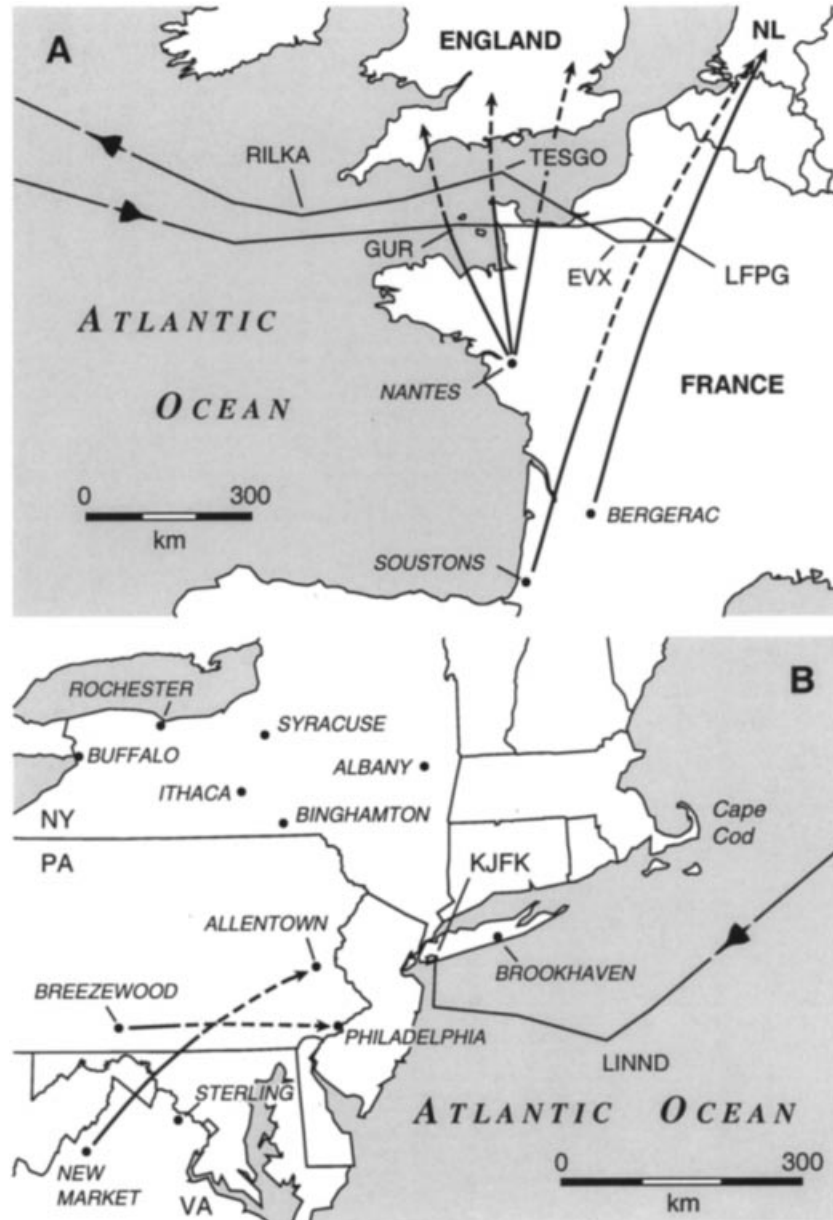 A
ENGLAND
NL
RILKA
TESGO
GUR
EVX
LFPG
ATLANTIC
OCEAN
NANTES
FRANCE
0
300
km
BERGERAC
SOUSTONS
B
ROCHESTER
SYRACUSE
BUFFALO
ALBANY
ITHACA
BINGHAMTON
NY
PA
Cape
Cod
KJFK
ALLENTOWN
BREEZEWOOD
BROOKHAVEN
PHILADELPHIA
LINND
STERLING
ATLANTIC OCEAN
NEW
MARKET
VA
0
300
km